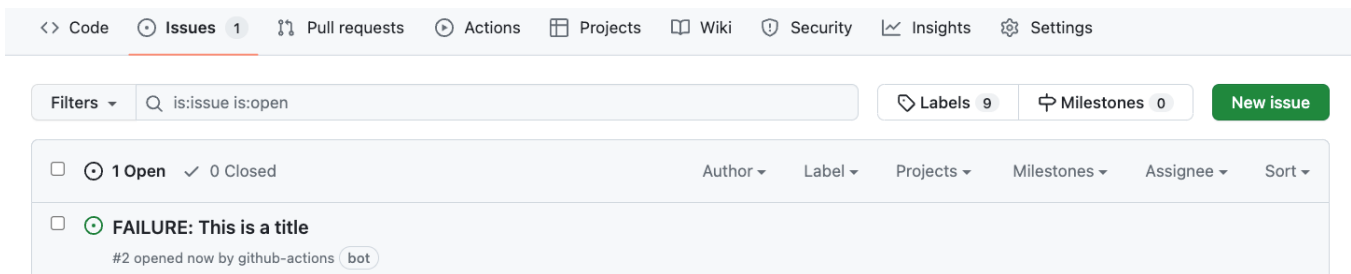 Code Issues 1 Pull requests Actions Projects Wiki Security Insights Settings
Filters is:issue is:open Labels 9 Milestones 0 New issue
1 Open 0 Closed Author Label Projects Milestones Assignee Sort
FAILURE: This is a title
#2 opened now by github-actions bot